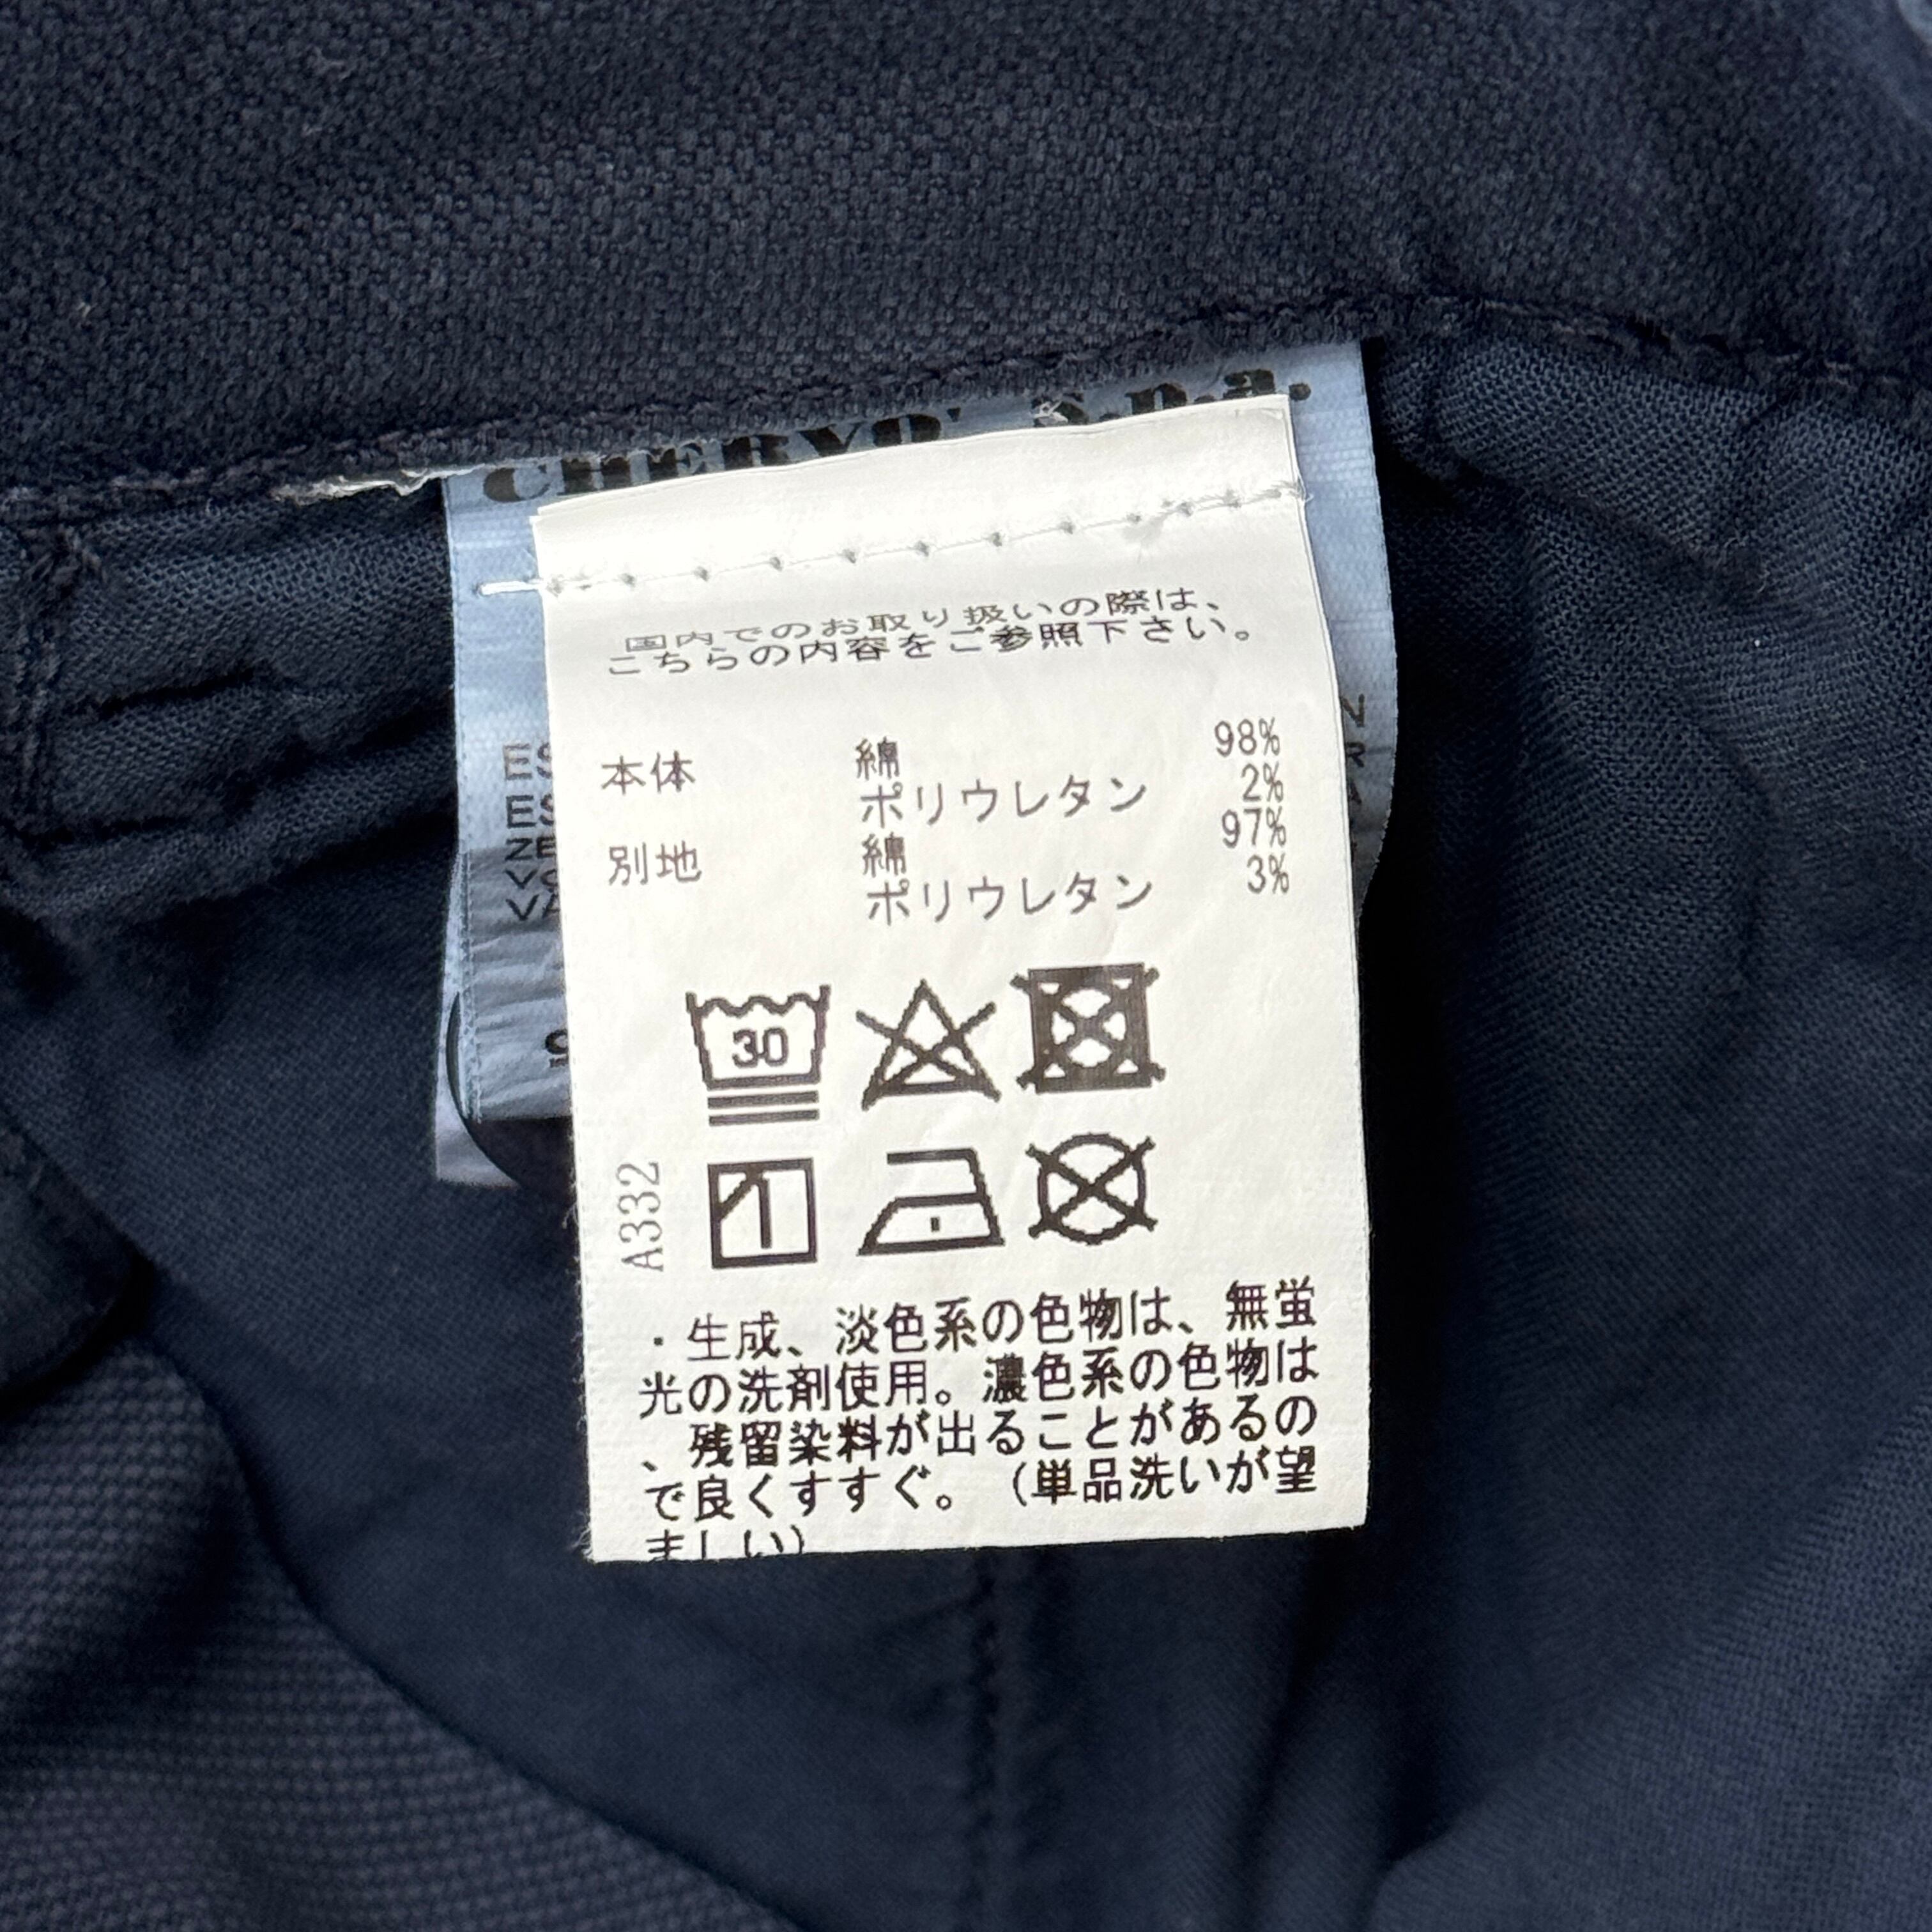 CHERVO' S.p.a.
国内でのお取り扱いの際は、
こちらの内容をご参照下さい。
本体 綿 98%
ポリウレタン 2%
別地 綿 97%
ポリウレタン 3%
30
A332
・生成、淡色系の色物は、無蛍
光の洗剤使用。濃色系の色物は
、残留染料が出ることがあるの
で良くすすぐ。（単品洗いが望
ましい）